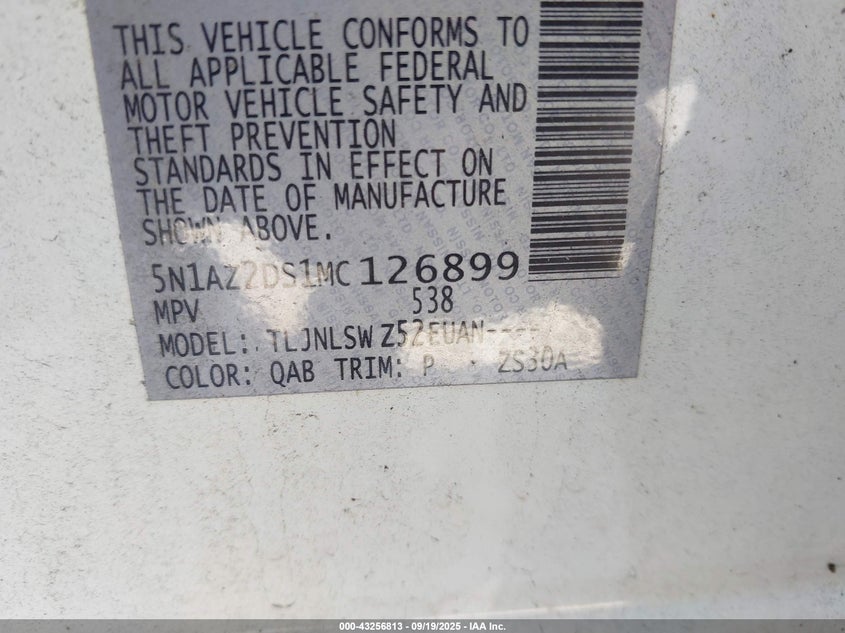 THIS VEHICLE CONFORMS TO
ALL APPLICABLE FEDERAL
MOTOR VEHICLE SAFETY AND
THEFT PREVENTION
STANDARDS IN EFFECT ON
THE DATE OF MANUFACTURE
SHOWN ABOVE.
5N1AZ2DS1MC126899
MPV 538
MODEL: TLJNLSW Z52EUAN----
COLOR: QAB TRIM: P ZS30A
000-43256813 - 09/19/2025 - IAA Inc.